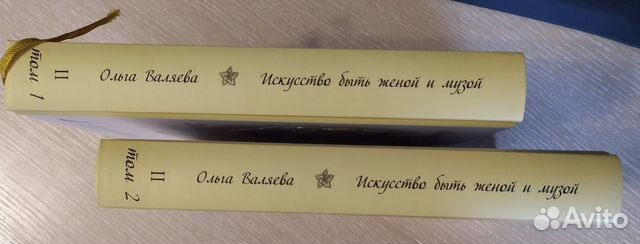 том 1
II
Ольга Валяева
Искусство быть женой и музой
том 2
II
Ольга Валяева
Искусство быть женой и музой
Avito